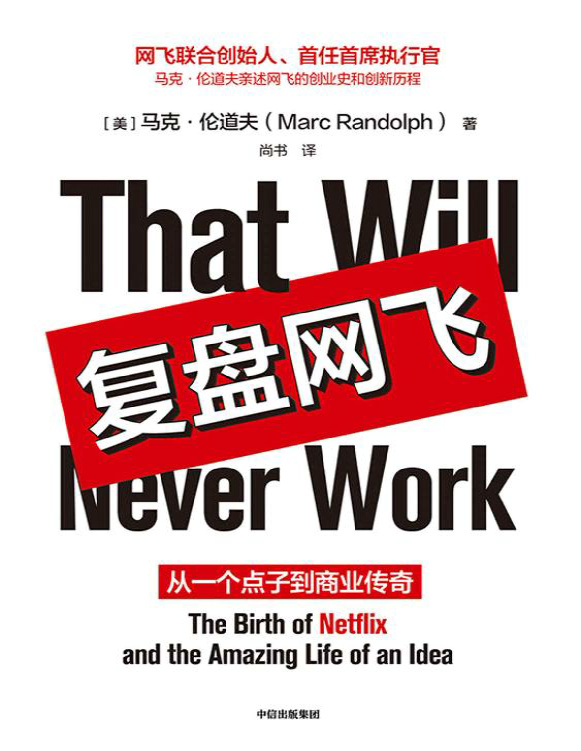 网飞联合创始人、首任首席执行官
马克·伦道夫亲述网飞的创业史和创新历程
[美]马克·伦道夫(Marc Randolph) 著
尚书 译
That Will
复盘网飞
Never Work
从一个点子到商业传奇
The Birth of Netflix
and the Amazing Life of an Idea
中信出版集团